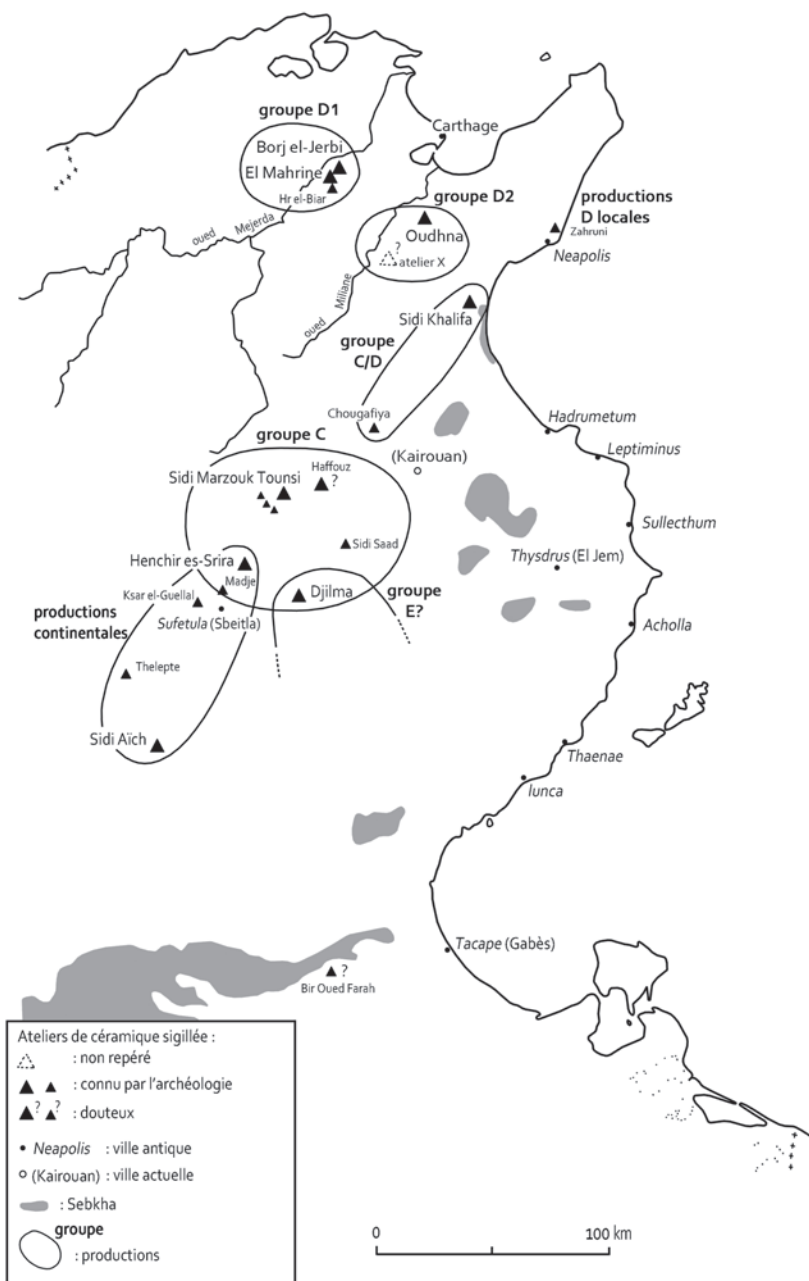 groupe D1
Borj el-Jerbi
El Mahrine
Hr el-Biar
oued Mejerda
Carthage
groupe D2
Oudhna
?
atelier X
oued Miliane
productions
D locales
Zahruni
Neapolis
Sidi Khalifa
groupe
C/D
Chougafiya
groupe C
(Kairouan)
Hadrumetum
Leptiminus
Sidi Marzouk Tounsi
Haffouz
?
Sidi Saad
Sullecthum
Henchir es-Srira
Madje
Ksar el-Guellal
Djilma
groupe
E?
Thysdrus (El Jem)
productions
continentales
Sufetula (Sbeitla)
Acholla
Thelepte
Sidi Aïch
Thaenae
Iunca
Tacape (Gabès)
?
Bir Oued Farah
Ateliers de céramique sigillée :
: non repéré
: connu par l'archéologie
? ? : douteux
Neapolis : ville antique
(Kairouan) : ville actuelle
: Sebkha
groupe
: productions
0 100 km